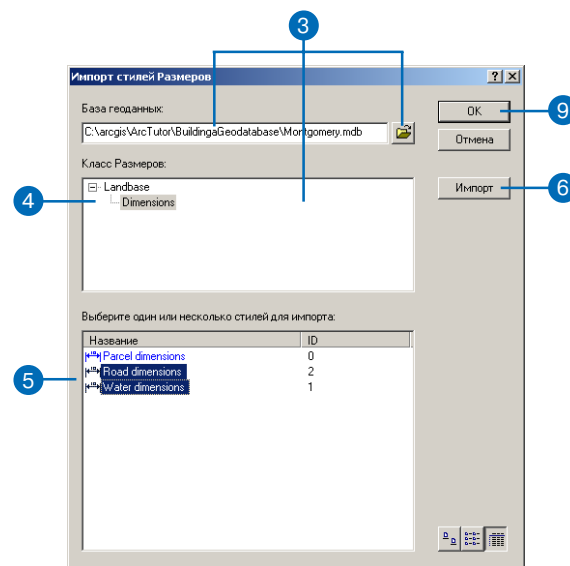 3
Импорт стилей Размеров
База геоданных:
C:\arcgis\ArcTutor\BuildingaGeodatabase\Montgomery.mdb
OK
9
Отмена
Класс Размеров:
Landbase
Dimensions
4
Импорт
6
Выберите один или несколько стилей для импорта:
Название ID
Parcel dimensions 0
Road dimensions 2
Water dimensions 1
5